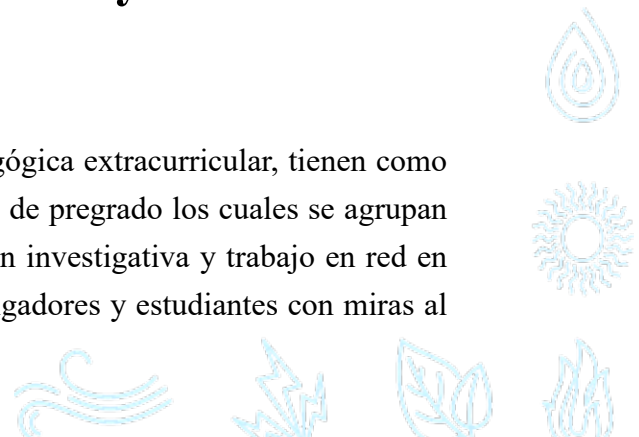 gógica extracurricular, tienen como
de pregrado los cuales se agrupan
n investigativa y trabajo en red en
gadores y estudiantes con miras al